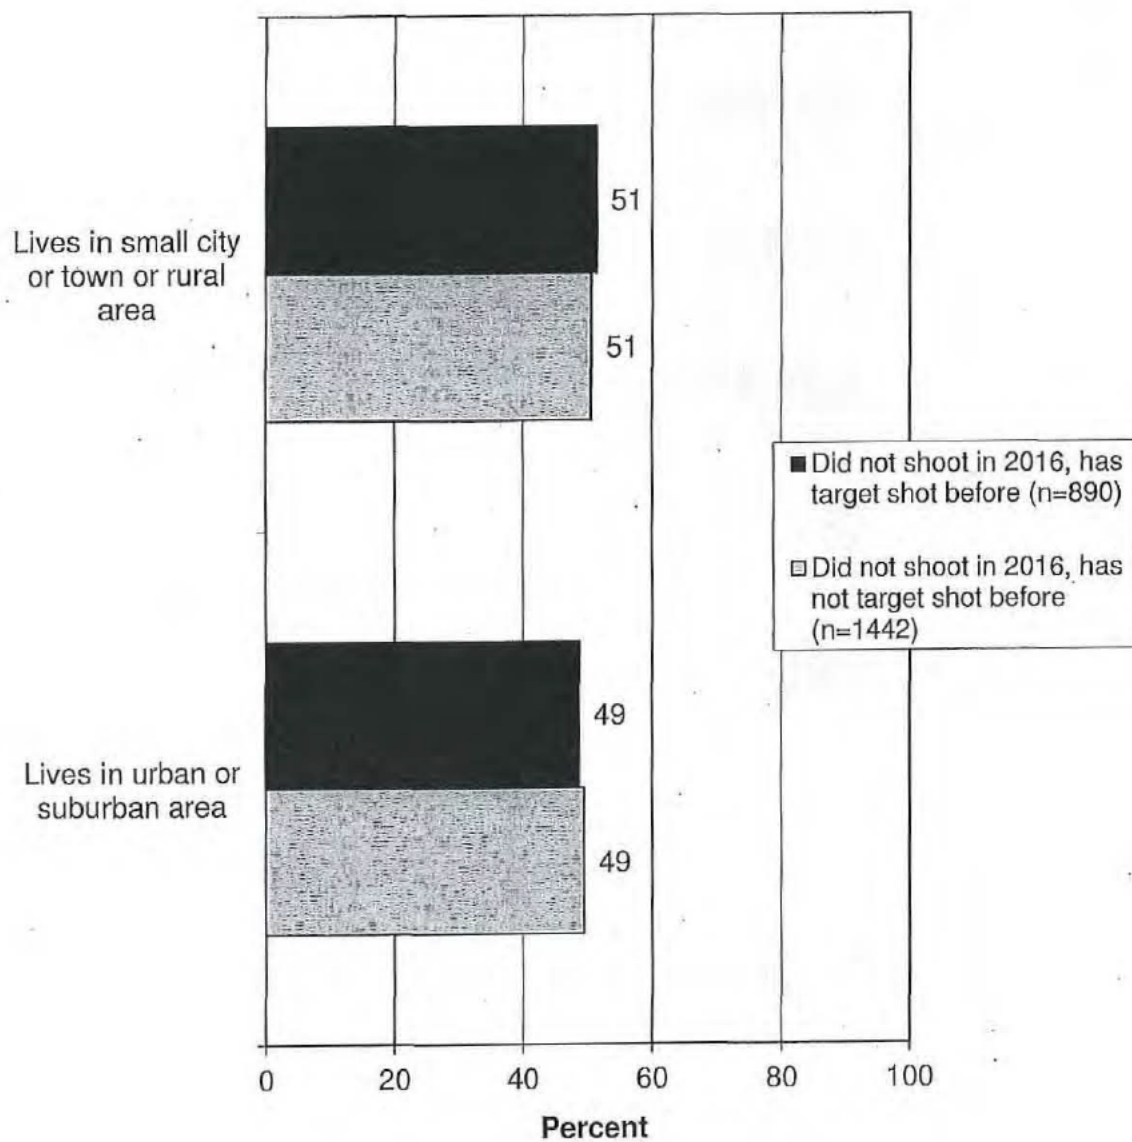 Lives in small city
or town or rural
area
51
51
Did not shoot in 2016, has
target shot before (n=890)
Did not shoot in 2016, has
not target shot before
(n=1442)
Lives in urban or
suburban area
49
49
0 20 40 60 80 100
Percent